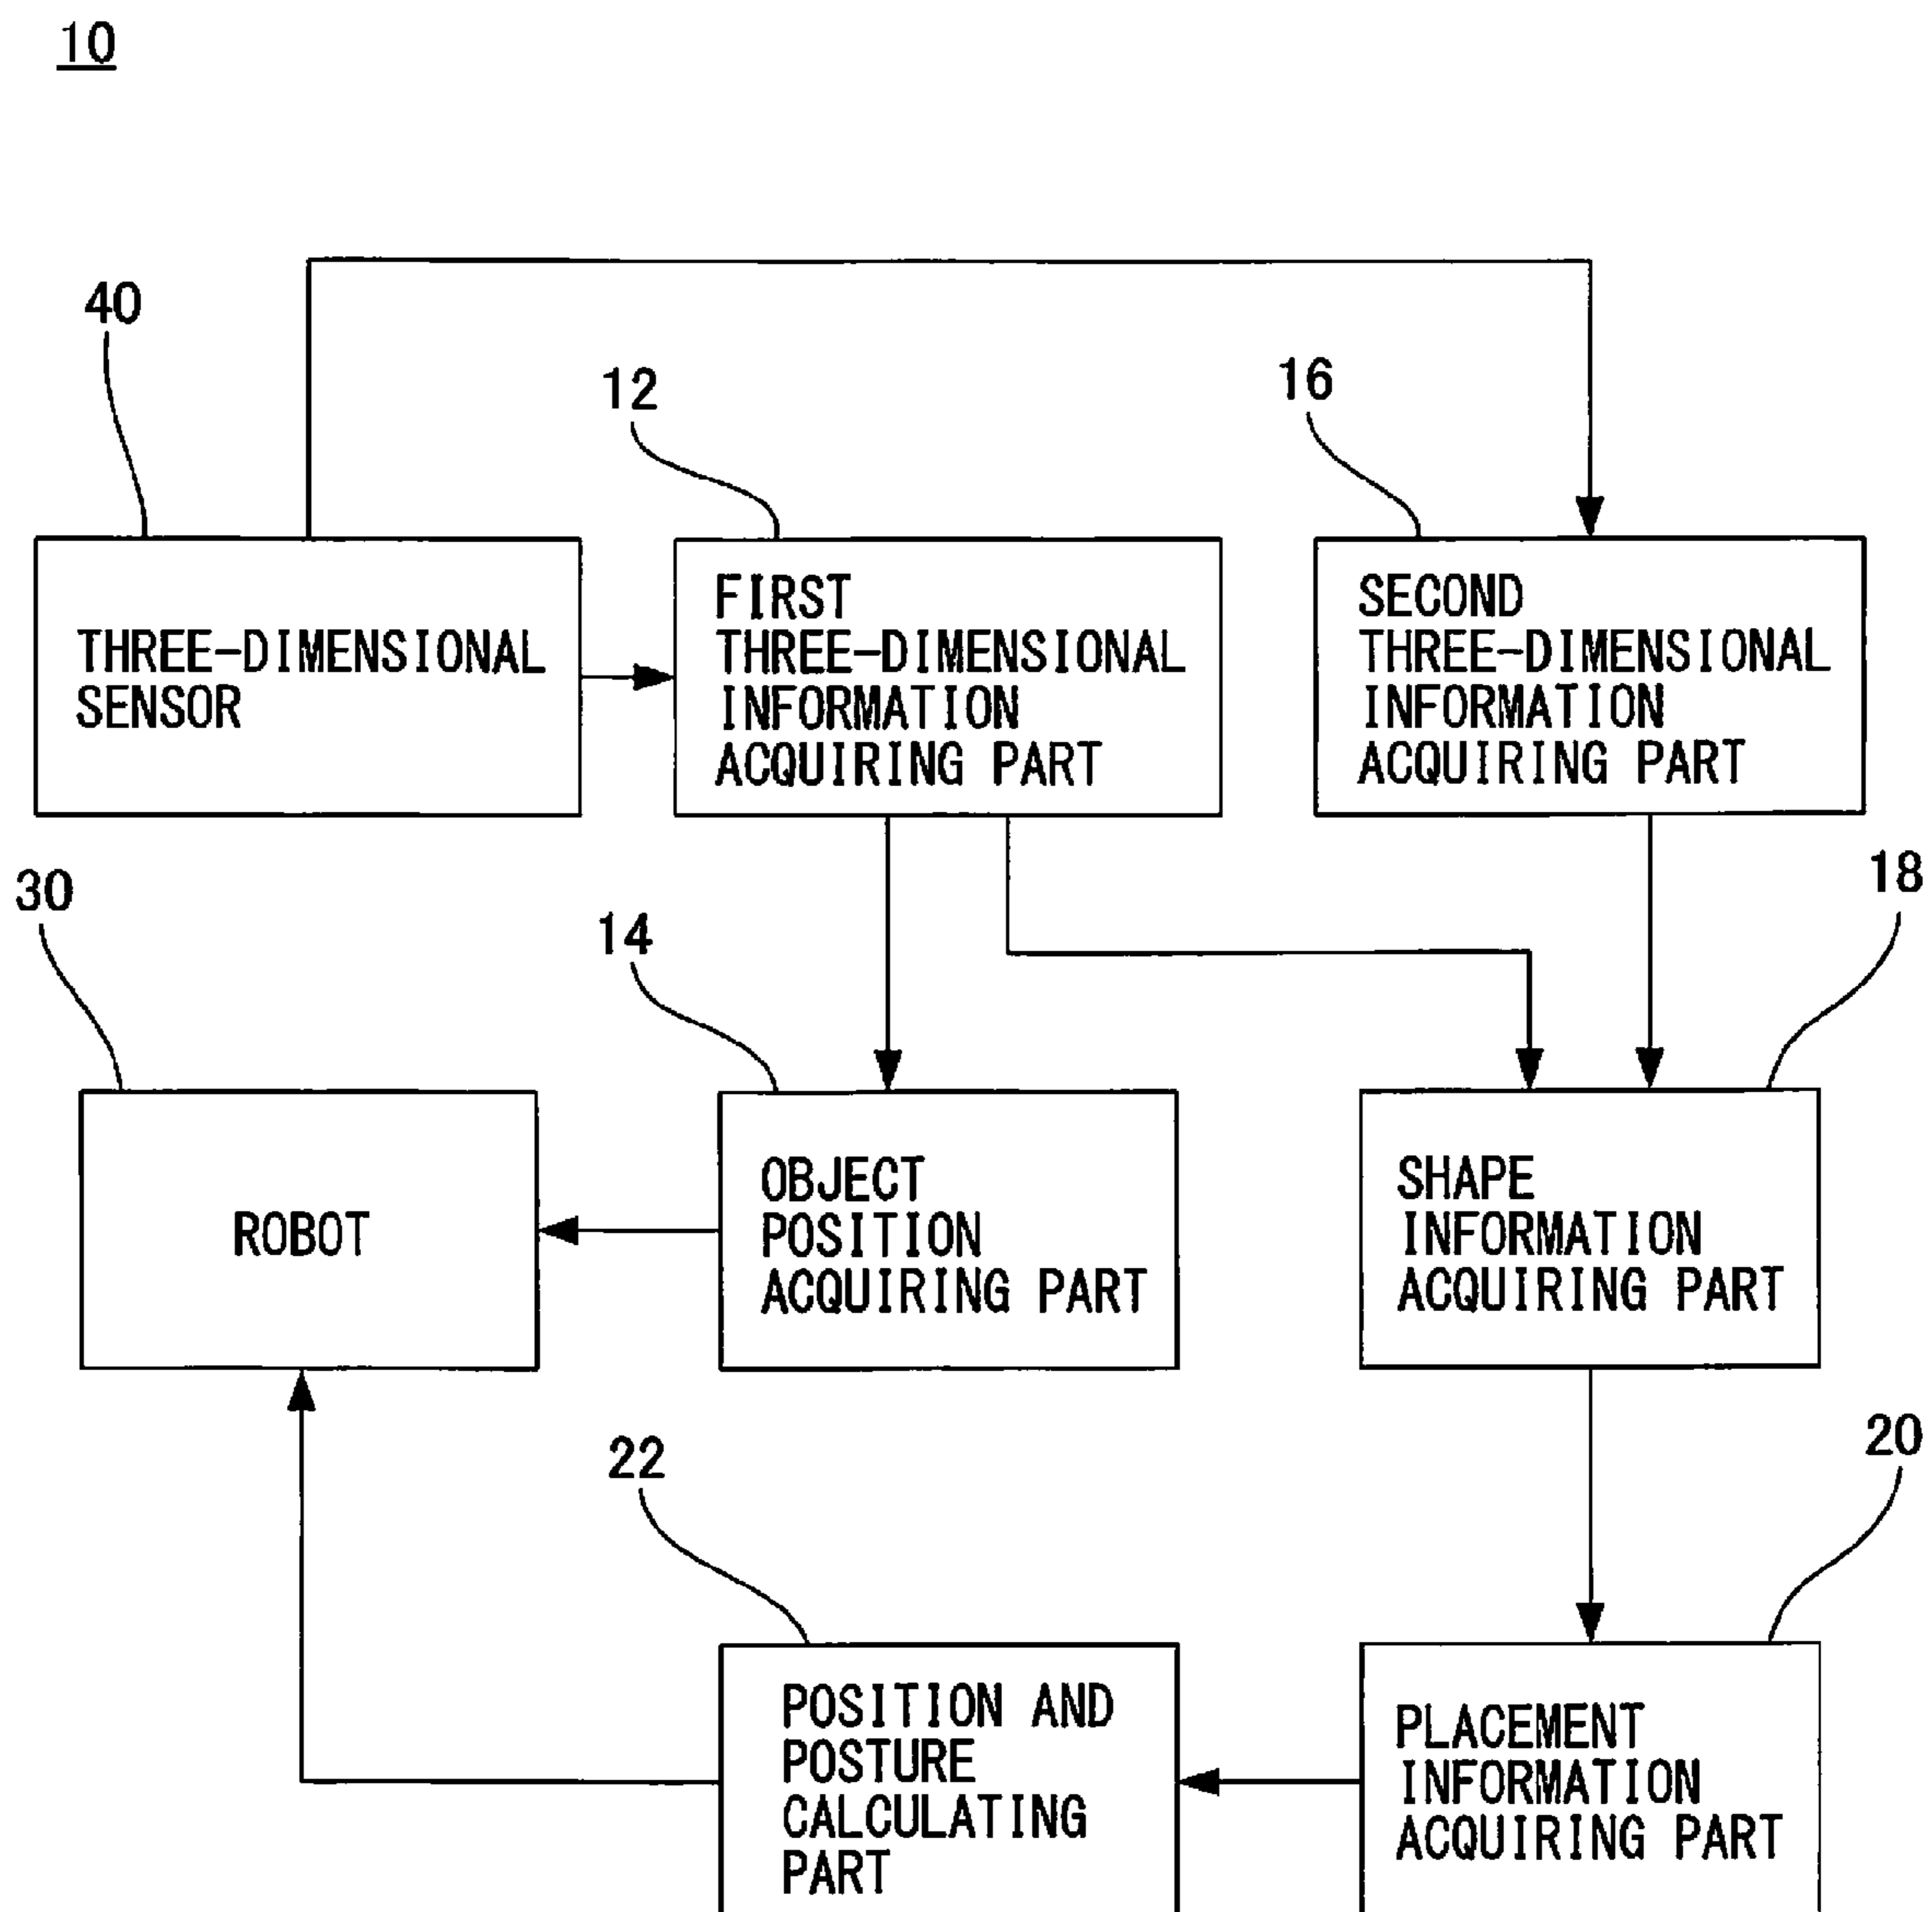 10
40
12
16
THREE-DIMENSIONAL
SENSOR
FIRST
THREE-DIMENSIONAL
INFORMATION
ACQUIRING PART
SECOND
THREE-DIMENSIONAL
INFORMATION
ACQUIRING PART
30
14
18
ROBOT
OBJECT
POSITION
ACQUIRING PART
SHAPE
INFORMATION
ACQUIRING PART
22
20
POSITION AND
POSTURE
CALCULATING
PART
PLACEMENT
INFORMATION
ACQUIRING PART